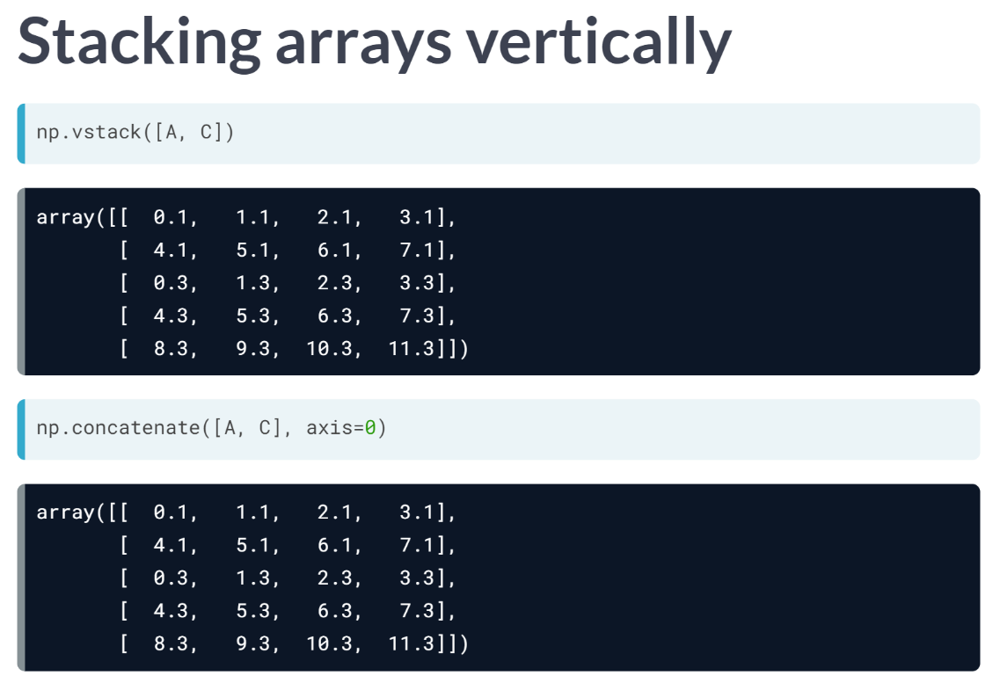 Stacking arrays vertically
np.vstack([A, C])
array([[  0.1,   1.1,   2.1,   3.1],
       [  4.1,   5.1,   6.1,   7.1],
       [  0.3,   1.3,   2.3,   3.3],
       [  4.3,   5.3,   6.3,   7.3],
       [  8.3,   9.3,  10.3,  11.3]])
np.concatenate([A, C], axis=0)
array([[  0.1,   1.1,   2.1,   3.1],
       [  4.1,   5.1,   6.1,   7.1],
       [  0.3,   1.3,   2.3,   3.3],
       [  4.3,   5.3,   6.3,   7.3],
       [  8.3,   9.3,  10.3,  11.3]])